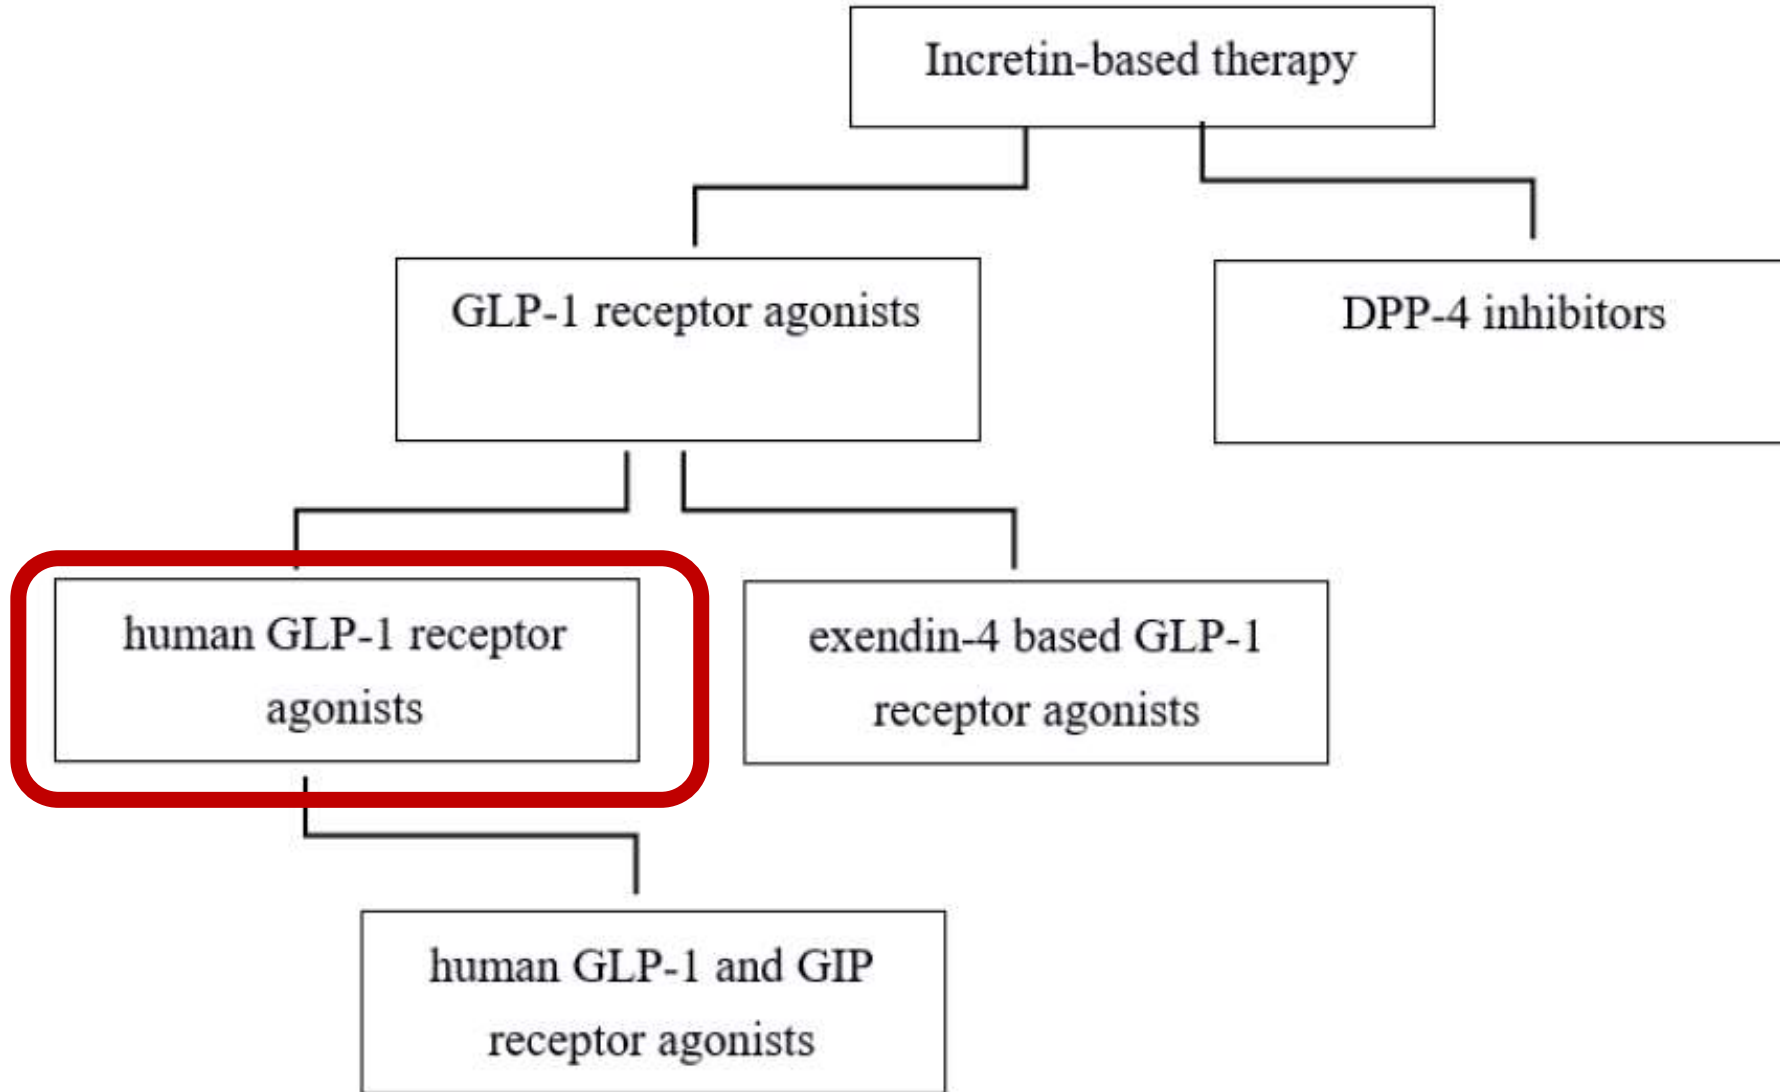 Incretin-based therapy
GLP-1 receptor agonists
DPP-4 inhibitors
human GLP-1 receptor
agonists
exendin-4 based GLP-1
receptor agonists
human GLP-1 and GIP
receptor agonists